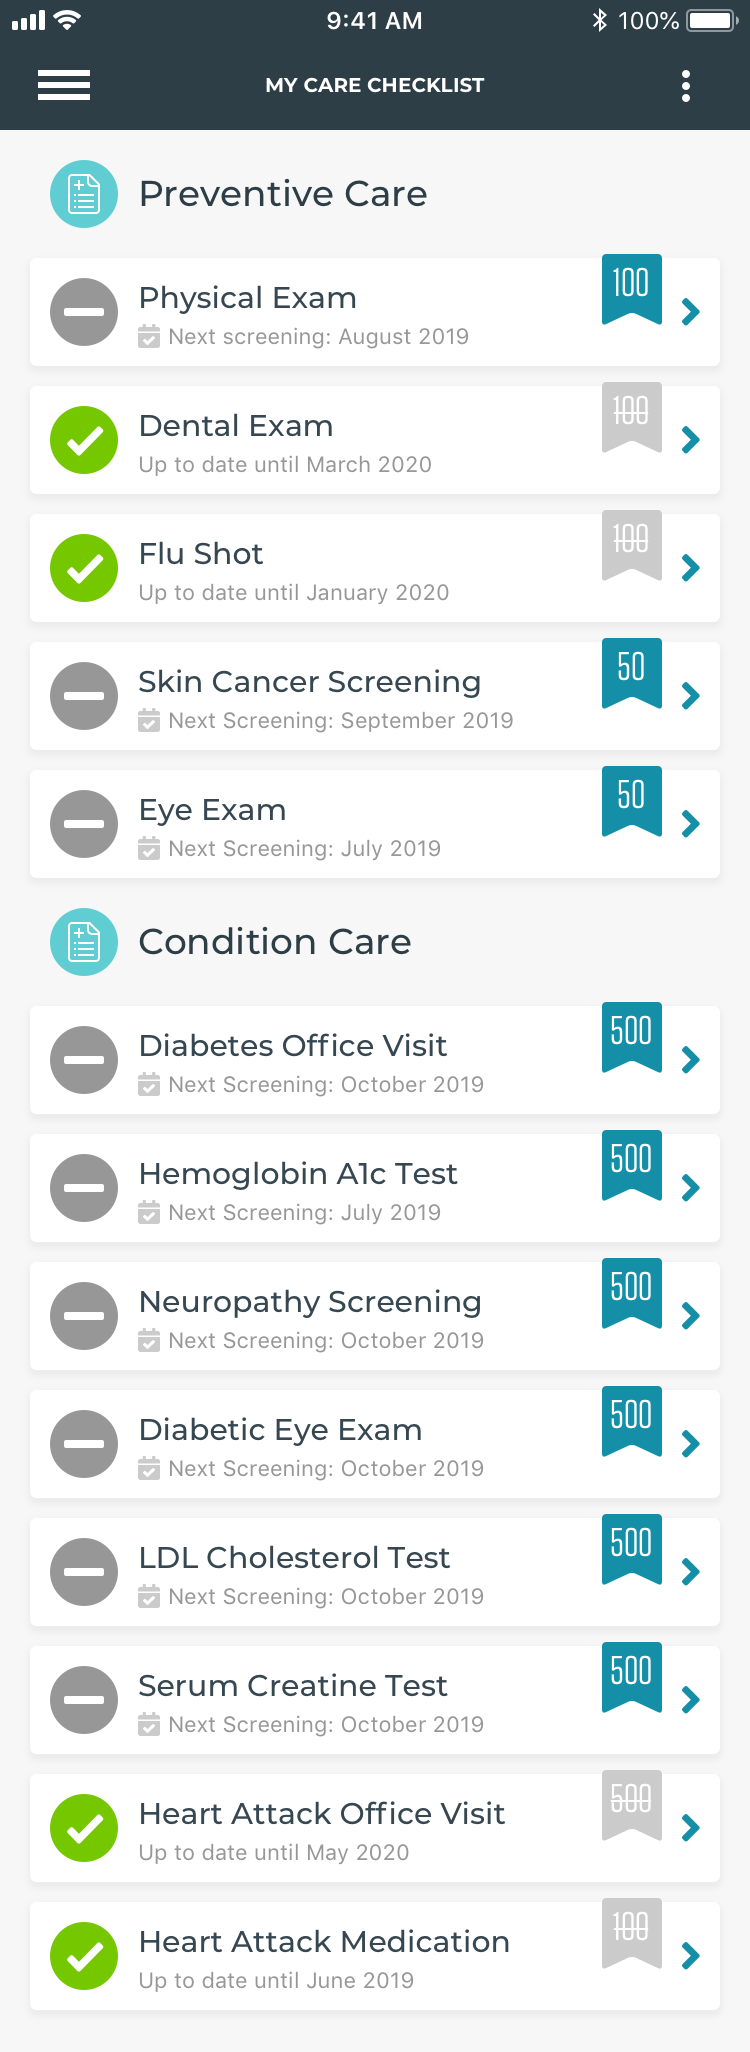 9:41 AM
100%
MY CARE CHECKLIST
Preventive Care
Physical Exam
100
Next screening: August 2019
Dental Exam
100
Up to date until March 2020
Flu Shot
100
Up to date until January 2020
Skin Cancer Screening
50
Next Screening: September 2019
Eye Exam
50
Next Screening: July 2019
Condition Care
Diabetes Office Visit
500
Next Screening: October 2019
Hemoglobin A1c Test
500
Next Screening: July 2019
Neuropathy Screening
500
Next Screening: October 2019
Diabetic Eye Exam
500
Next Screening: October 2019
LDL Cholesterol Test
500
Next Screening: October 2019
Serum Creatine Test
500
Next Screening: October 2019
Heart Attack Office Visit
500
Up to date until May 2020
Heart Attack Medication
100
Up to date until June 2019